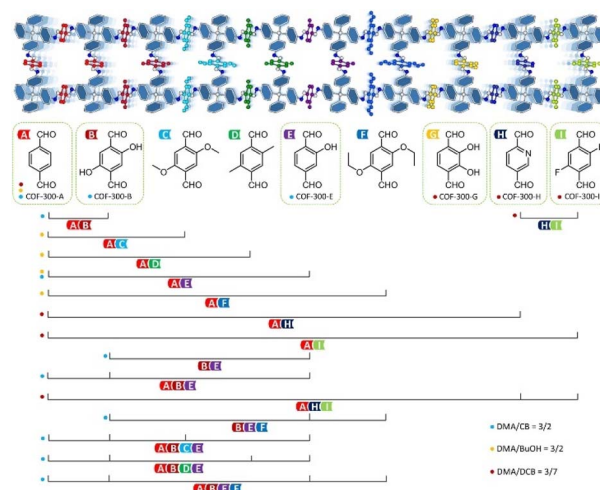 A B C D E F G H I
CHO CHO CHO CHO CHO CHO CHO CHO CHO
OH OH OH F
O O N
HO O OH F
CHO CHO CHO CHO CHO CHO CHO CHO CHO
COF-300-A COF-300-B COF-300-E COF-300-G COF-300-H
A B H I
A C
A D
A E
A F
A H
A I
B E
A B E
A H I
B E F
A B C E
A B D E
DMA/CB = 3/2
DMA/BuOH = 3/2
DMA/DCB = 3/7